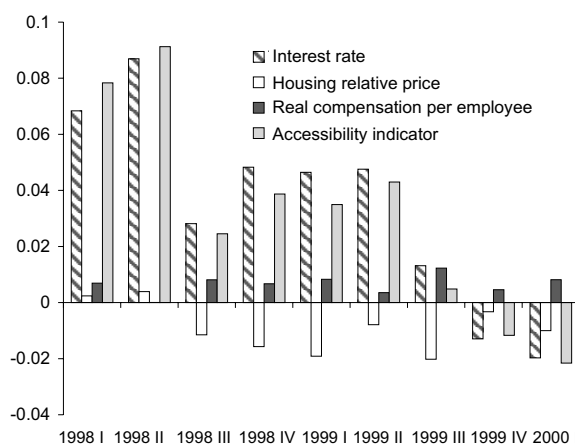 0.1
0.08
0.06
0.04
0.02
0
-0.02
-0.04
Interest rate
Housing relative price
Real compensation per employee
Accessibility indicator
1998 I 1998 II 1998 III 1998 IV 1999 I 1999 II 1999 III 1999 IV 2000